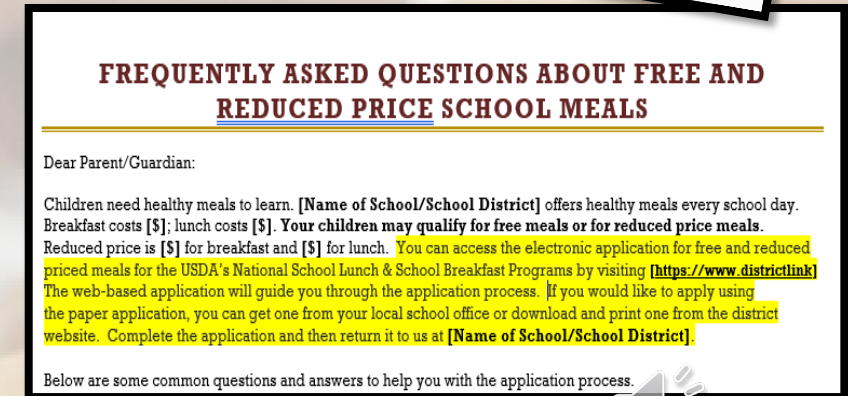 FREQUENTLY ASKED QUESTIONS ABOUT FREE AND
REDUCED PRICE SCHOOL MEALS
Dear Parent/Guardian:
Children need healthy meals to learn. [Name of School/School District] offers healthy meals every school day.
Breakfast costs [$]; lunch costs [$]. Your children may qualify for free meals or for reduced price meals.
Reduced price is [$] for breakfast and [$] for lunch. You can access the electronic application for free and reduced
priced meals for the USDA's National School Lunch & School Breakfast Programs by visiting [https://www.districtlink]
The web-based application will guide you through the application process. If you would like to apply using
the paper application, you can get one from your local school office or download and print one from the district
website. Complete the application and then return it to us at [Name of School/School District].
Below are some common questions and answers to help you with the application process.